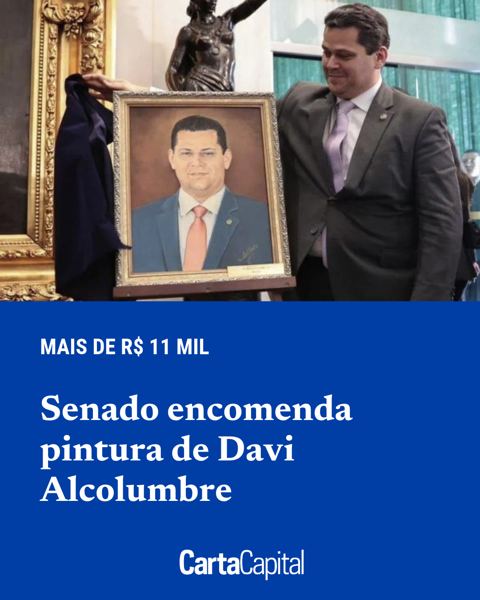 MAIS DE R$ 11 MIL
Senado encomenda
pintura de Davi
Alcolumbre
CartaCapital